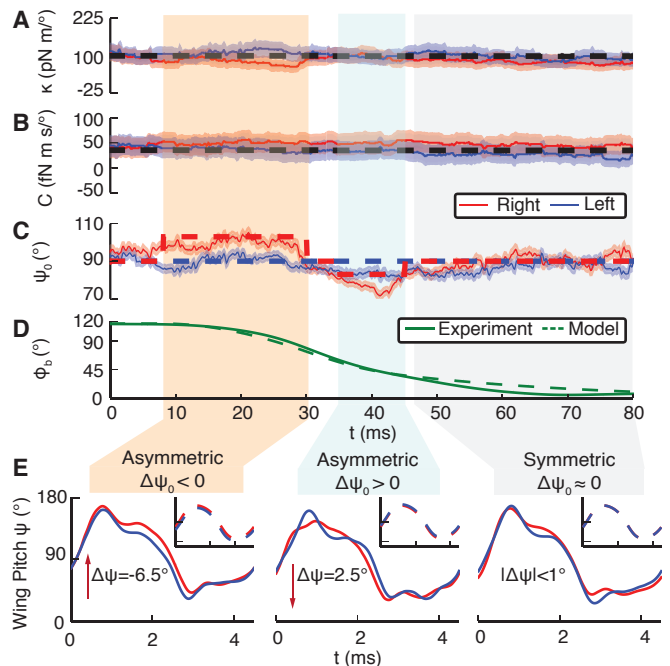 A
κ (pN m/°)
225
100
-25
B
C (fN m s/°)
100
50
0
-50
Right Left
C
ψ₀ (°)
110
90
70
D
ϕ_b (°)
120
90
45
0
Experiment Model
0 10 20 30 40 50 60 70 80
t (ms)
E
Asymmetric
Δψ₀ < 0
Asymmetric
Δψ₀ > 0
Symmetric
Δψ₀ ≈ 0
Wing Pitch ψ (°)
180
90
0
Δψ=-6.5°
Δψ=2.5°
|Δψ|<1°
0 2 4 0 2 4 0 2 4
t (ms)